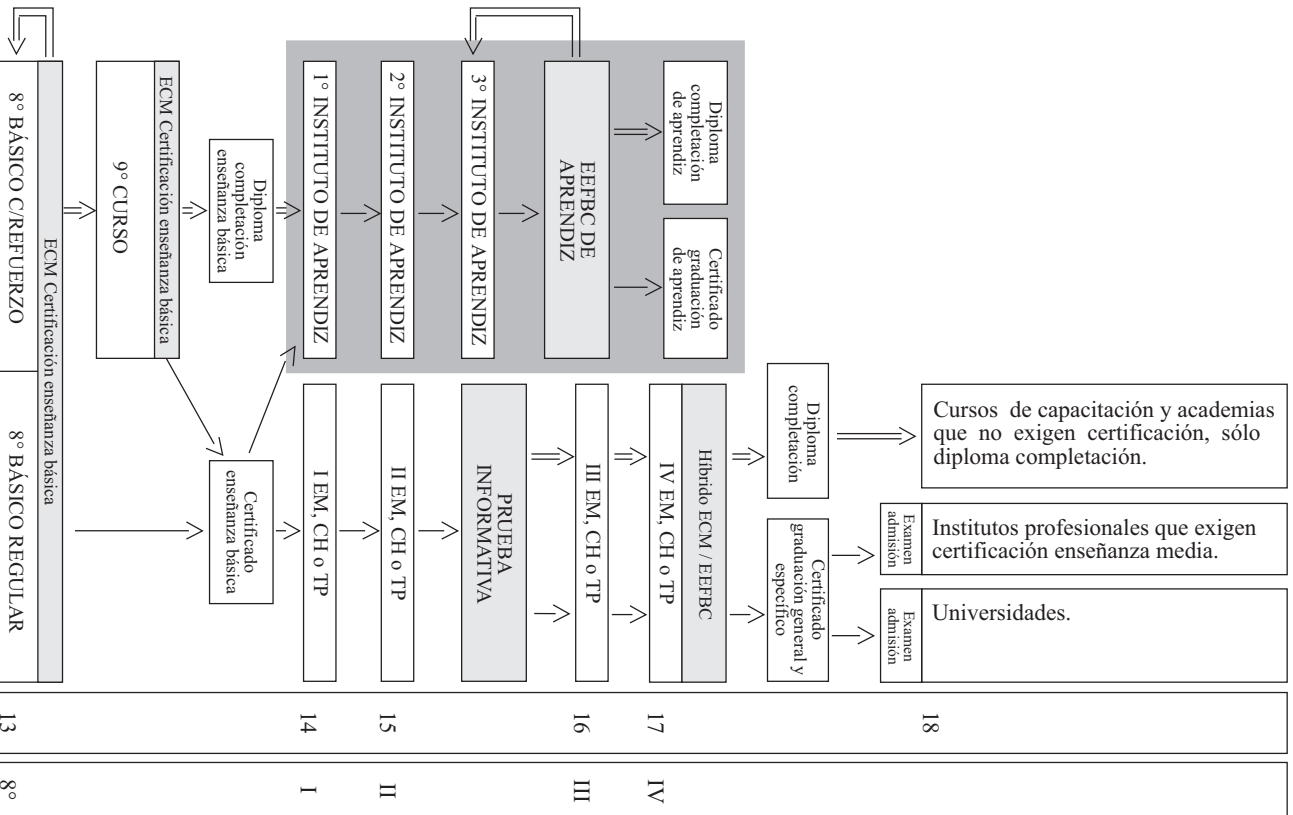 8° BÁSICO C/REFUERZO
8° BÁSICO REGULAR
ECM Certificación enseñanza básica
9° CURSO
ECM Certificación enseñanza básica
Diploma
completación
enseñanza básica
Certificado
enseñanza básica
1° INSTITUTO DE APRENDIZ
2° INSTITUTO DE APRENDIZ
3° INSTITUTO DE APRENDIZ
EEFBC DE
APRENDIZ
Diploma
completación
de aprendiz
Certificado
graduación
de aprendiz
I EM, CH o TP
II EM, CH o TP
PRUEBA
INFORMATIVA
III EM, CH o TP
IV EM, CH o TP
Híbrido ECM / EEFBC
Diploma
completación
Certificado
graduación general y
específico
Cursos de capacitación y academias
que no exigen certificación, sólo
diploma completación.
Examen
admisión
Institutos profesionales que exigen
certificación enseñanza media.
Examen
admisión
Universidades.
13
14
15
16
17
18
8°
I
II
III
IV